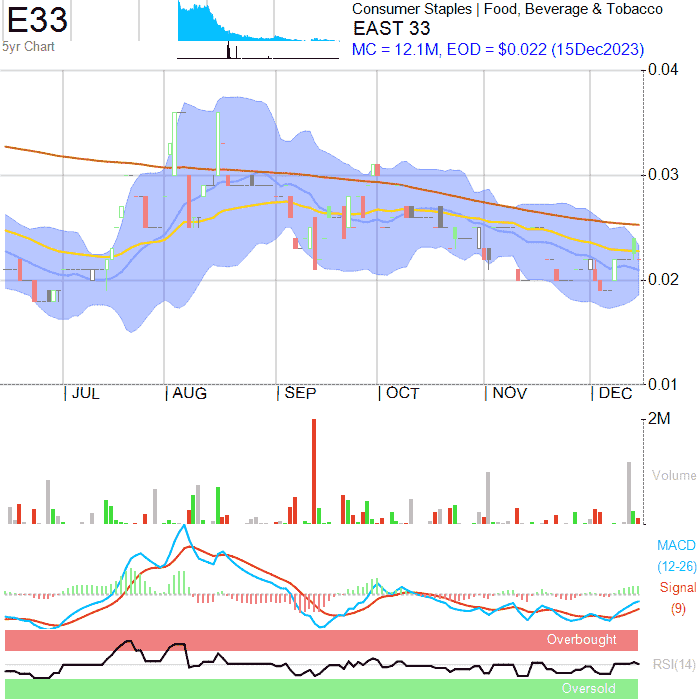 E33
5yr Chart
Consumer Staples | Food, Beverage & Tobacco
EAST 33
MC = 12.1M, EOD = $0.022 (15Dec2023)
0.04
0.03
0.02
0.01
JUL AUG SEP OCT NOV DEC
2M
Volume
MACD
(12-26)
Signal
(9)
Overbought
RSI(14)
Oversold